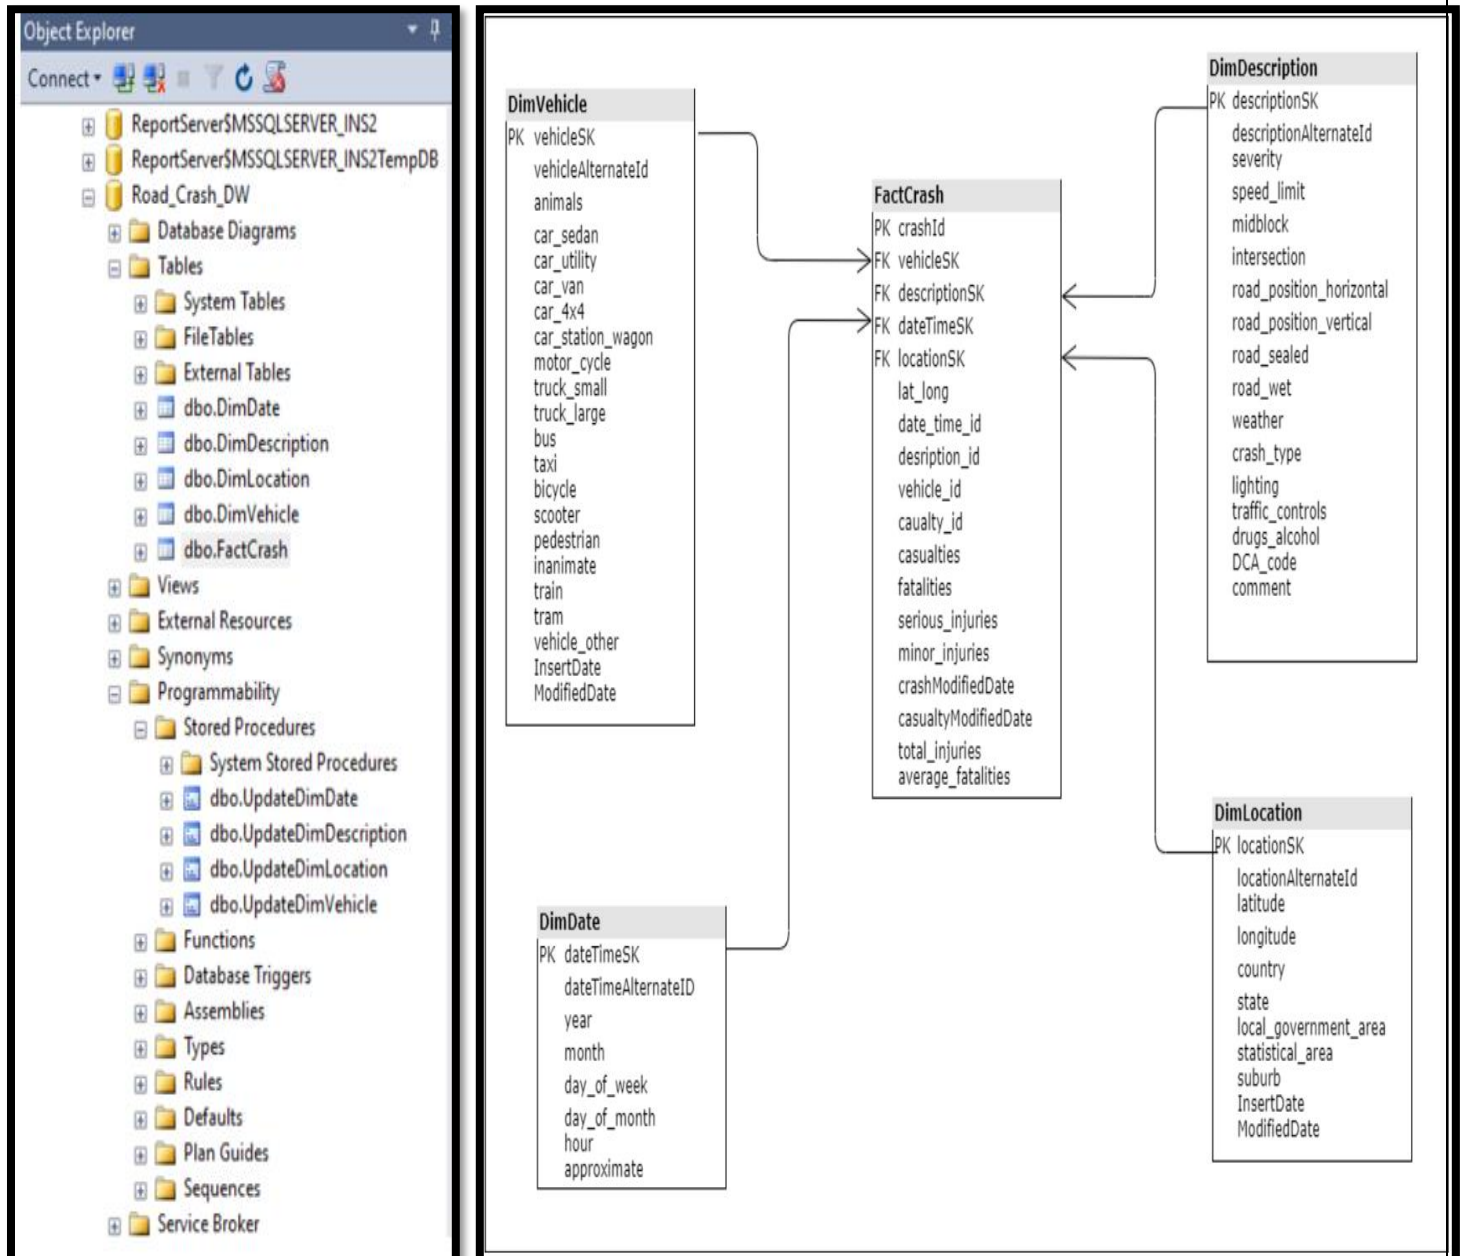 Object Explorer
Connect
ReportServer$MSSQLSERVER_INS2
ReportServer$MSSQLSERVER_INS2TempDB
Road_Crash_DW
Database Diagrams
Tables
System Tables
FileTables
External Tables
dbo.DimDate
dbo.DimDescription
dbo.DimLocation
dbo.DimVehicle
dbo.FactCrash
Views
External Resources
Synonyms
Programmability
Stored Procedures
System Stored Procedures
dbo.UpdateDimDate
dbo.UpdateDimDescription
dbo.UpdateDimLocation
dbo.UpdateDimVehicle
Functions
Database Triggers
Assemblies
Types
Rules
Defaults
Plan Guides
Sequences
Service Broker
DimVehicle
PK vehicleSK
vehicleAlternateId
animals
car_sedan
car_utility
car_van
car_4x4
car_station_wagon
motor_cycle
truck_small
truck_large
bus
taxi
bicycle
scooter
pedestrian
inanimate
train
tram
vehicle_other
InsertDate
ModifiedDate
DimDate
PK dateTimeSK
dateTimeAlternateID
year
month
day_of_week
day_of_month
hour
approximate
FactCrash
PK crashId
FK vehicleSK
FK descriptionSK
FK dateTimeSK
FK locationSK
lat_long
date_time_id
desription_id
vehicle_id
caualty_id
casualties
fatalities
serious_injuries
minor_injuries
crashModifiedDate
casualtyModifiedDate
total_injuries
average_fatalities
DimDescription
PK descriptionSK
descriptionAlternateId
severity
speed_limit
midblock
intersection
road_position_horizontal
road_position_vertical
road_sealed
road_wet
weather
crash_type
lighting
traffic_controls
drugs_alcohol
DCA_code
comment
DimLocation
PK locationSK
locationAlternateId
latitude
longitude
country
state
local_government_area
statistical_area
suburb
InsertDate
ModifiedDate